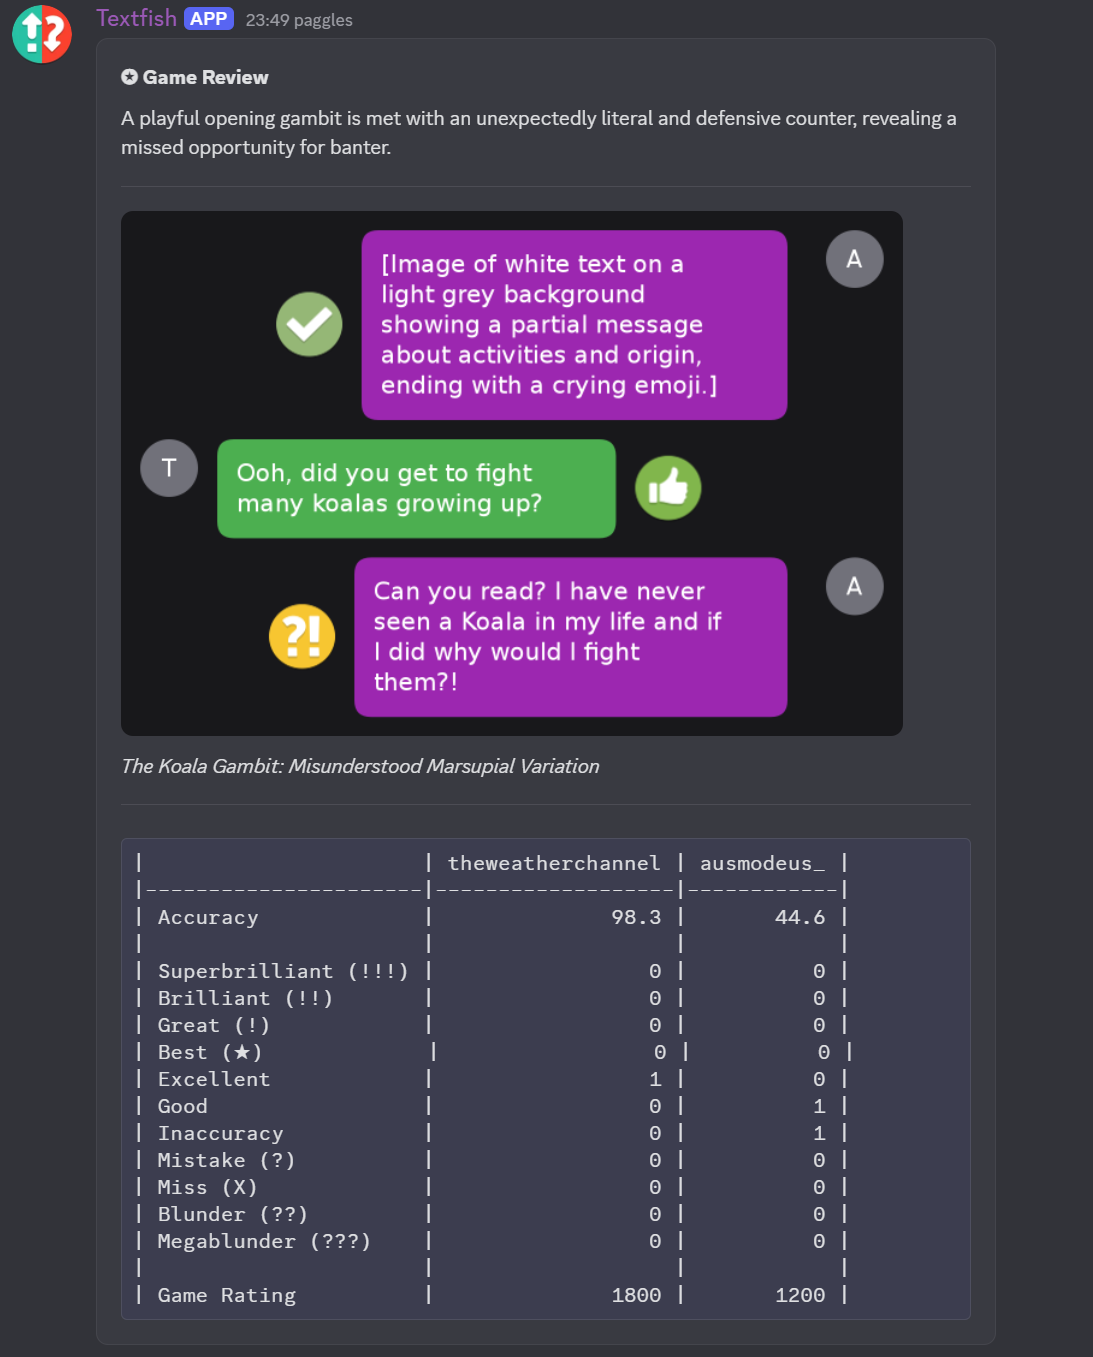 Textfish APP 23:49 paggles
✪ Game Review
A playful opening gambit is met with an unexpectedly literal and defensive counter, revealing a
missed opportunity for banter.
[Image of white text on a
light grey background
showing a partial message
about activities and origin,
ending with a crying emoji.]
A
T
Ooh, did you get to fight
many koalas growing up?
Can you read? I have never
seen a Koala in my life and if
I did why would I fight
them?!
A
?!
The Koala Gambit: Misunderstood Marsupial Variation
| | theweatherchannel | ausmodeus_ |
|----------------------|-------------------|------------|
| Accuracy | 98.3 | 44.6 |
| | | |
| Superbrilliant (!!!) | 0 | 0 |
| Brilliant (!!) | 0 | 0 |
| Great (!) | 0 | 0 |
| Best (★) | 0 | 0 |
| Excellent | 1 | 0 |
| Good | 0 | 1 |
| Inaccuracy | 0 | 1 |
| Mistake (?) | 0 | 0 |
| Miss (X) | 0 | 0 |
| Blunder (??) | 0 | 0 |
| Megablunder (???) | 0 | 0 |
| | | |
| Game Rating | 1800 | 1200 |